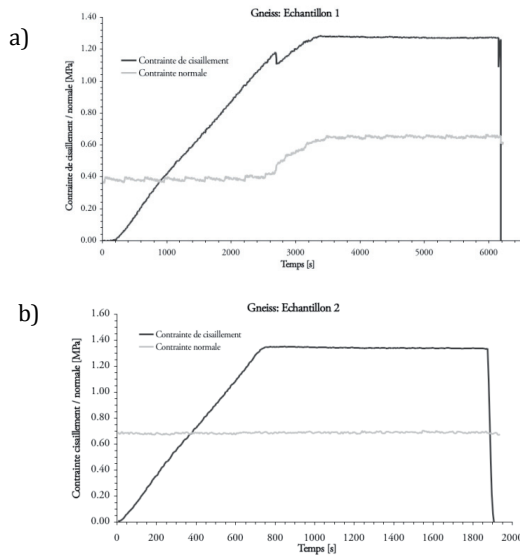 a)
Gneiss: Echantillon 1
Contrainte de cisaillement / normale [MPa]
1.40
1.20
1.00
0.80
0.60
0.40
0.20
0.00
Contrainte de cisaillement
Contrainte normale
0
1000
2000
3000
4000
5000
6000
Temps [s]
b)
Gneiss: Echantillon 2
Contrainte cisaillement / normale [MPa]
1.60
1.40
1.20
1.00
0.80
0.60
0.40
0.20
0.00
Contrainte de cisaillement
Contrainte normale
0
200
400
600
800
1000
1200
1400
1600
1800
2000
Temps [s]